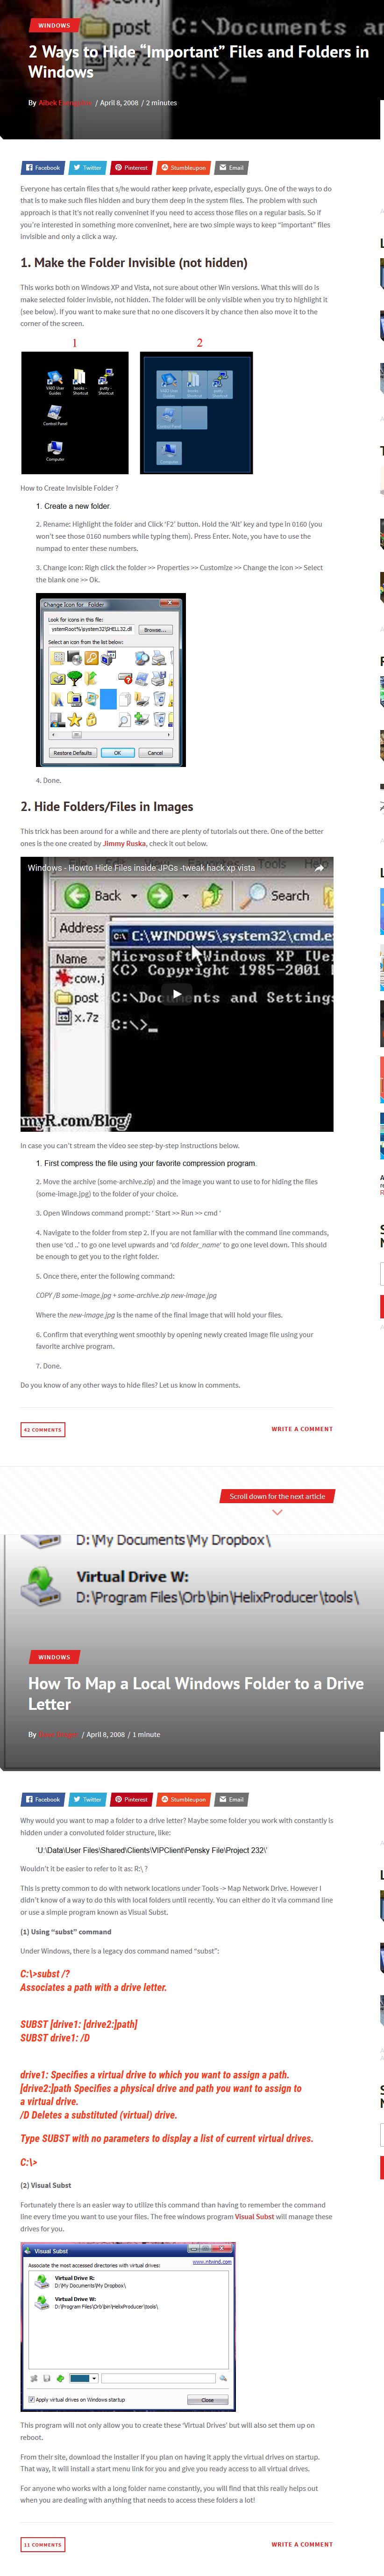 post C:\Documents a
C:\>_
WINDOWS
2 Ways to Hide “Important” Files and Folders in
Windows
By / April 8, 2008 / 2 minutes
Facebook Twitter Pinterest Stumbleupon Email
Everyone has certain files that s/he would rather keep private, especially guys. One of the ways to do
that is to make such files hidden and bury them deep in the system files. The problem with such
approach is that it's not really conveninet if you need to access those files on a regular basis. So if
you're interested in something more conveninet, here are two simple ways to keep “important” files
invisible and only a click a way.
1. Make the Folder Invisible (not hidden)
This works both on Windows XP and Vista, not sure about other Win versions. What this will do is
make selected folder invisible, not hidden. The folder will be only visible when you try to highlight it
(see below). If you want to make sure that no one discovers it by chance then also move it to the
corner of the screen.
1 2
Control Panel
Computer
Computer
How to Create Invisible Folder ?
1. Create a new folder.
2. Rename: Highlight the folder and Click ‘F2’ button. Hold the ‘Alt’ key and type in 0160 (you
won't see those 0160 numbers while typing them). Press Enter. Note, you have to use the
numpad to enter these numbers.
3. Change icon: Righ click the folder >> Properties >> Customize >> Change the icon >> Select
the blank one >> Ok.
Change Icon for Folder
Look for icons in this file:
ystemRoot%\system32\SHELL32.dll Browse...
Select an icon from the list below:
Restore Defaults OK Cancel
4. Done.
2. Hide Folders/Files in Images
This trick has been around for a while and there are plenty of tutorials out there. One of the better
ones is the one created by Jimmy Ruska, check it out below.
Windows - Howto Hide Files inside JPGs -tweak hack xp vista
Back Search
Address C:\WINDOWS\system32\cmd.e
Name Microsoft Windows XP [Ver
(C) Copyright 1985-2001
cow.j
post C:\Documents and Settings
x.7z
C:\>_
myR.com/Blog/
In case you can't stream the video see step-by-step instructions below.
1. First compress the file using your favorite compression program.
2. Move the archive (some-archive.zip) and the image you want to use to for hiding the files
(some-image.jpg) to the folder of your choice.
3. Open Windows command prompt: “ Start >> Run >> cmd “
4. Navigate to the folder from step 2. If you are not familiar with the command line commands,
then use ‘cd ..’ to go one level upwards and ‘cd folder_name‘ to go one level down. This should
be enough to get you to the right folder.
5. Once there, enter the following command:
COPY /B some-image.jpg + some-archive.zip new-image.jpg
Where the new-image.jpg is the name of the final image that will hold your files.
6. Confirm that everything went smoothly by opening newly created image file using your
favorite archive program.
7. Done.
Do you know of any other ways to hide files? Let us know in comments.
42 COMMENTS WRITE A COMMENT
Scroll down for the next article
D:\My Documents\My Dropbox\
Virtual Drive W:
D:\Program Files\Orb\bin\HelixProducer\tools\
WINDOWS
How To Map a Local Windows Folder to a Drive
Letter
By / April 8, 2008 / 1 minute
Facebook Twitter Pinterest Stumbleupon Email
Why would you want to map a folder to a drive letter? Maybe some folder you work with constantly is
hidden under a convoluted folder structure, like:
‘U:\Data\User Files\Shared\Clients\VIPClient\Pensky File\Project 232\’
Wouldn't it be easier to refer to it as: R:\ ?
This is pretty common to do with network locations under Tools -> Map Network Drive. However I
didn't know of a way to do this with local folders until recently. You can either do it via command line
or use a simple program known as Visual Subst.
(1) Using “subst” command
Under Windows, there is a legacy dos command named “subst”:
C:\>subst /?
Associates a path with a drive letter.
SUBST [drive1: [drive2:]path]
SUBST drive1: /D
drive1: Specifies a virtual drive to which you want to assign a path.
[drive2:]path Specifies a physical drive and path you want to assign to
a virtual drive.
/D Deletes a substituted (virtual) drive.
Type SUBST with no parameters to display a list of current virtual drives.
C:\>
(2) Visual Subst
Fortunately there is an easier way to utilize this command than having to remember the command
line every time you want to use your files. The free windows program Visual Subst will manage these
drives for you.
Visual Subst
www.ntwind.com
Associate the most accessed directories with virtual drives:
Virtual Drive R:
D:\My Documents\My Dropbox\
Virtual Drive W:
D:\Program Files\Orb\bin\HelixProducer\tools\
Apply virtual drives on Windows startup Close
This program will not only allow you to create these ‘Virtual Drives’ but will also set them up on
reboot.
From their site, download the installer if you plan on having it apply the virtual drives on startup.
That way, it will install a start menu link for you and give you ready access to all virtual drives.
For anyone who works with a long folder name constantly, you will find that this really helps out
when you are dealing with anything that needs to access these folders a lot!
11 COMMENTS WRITE A COMMENT